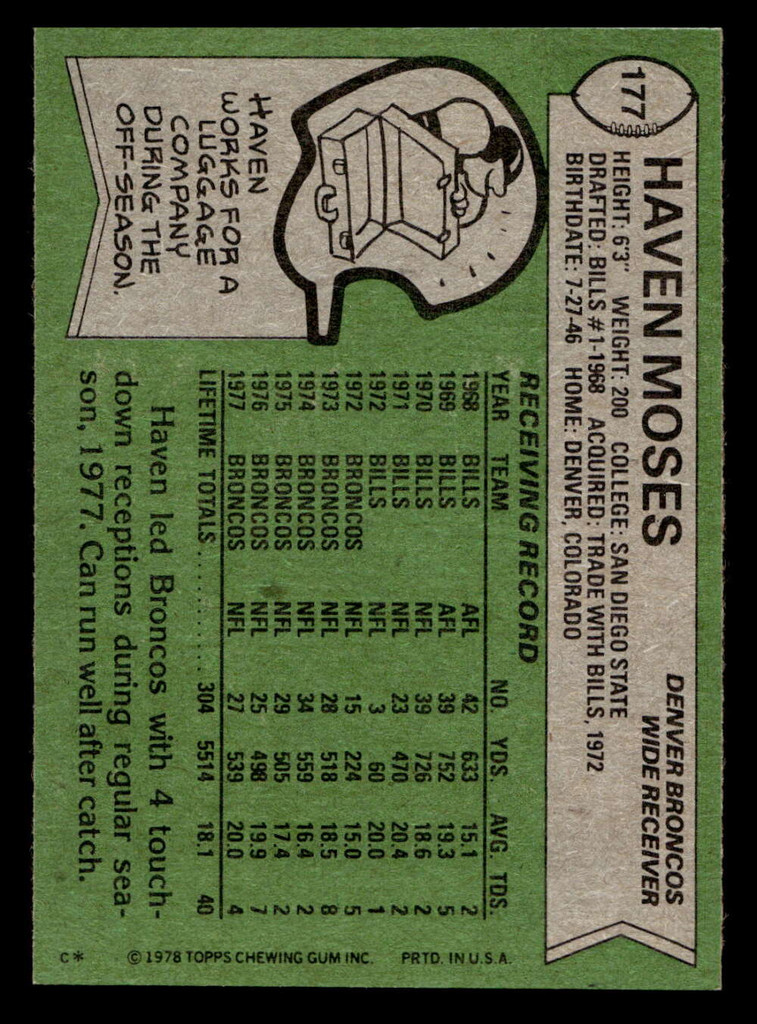 177
HAVEN MOSES
DENVER BRONCOS
WIDE RECEIVER
HEIGHT: 6'3" WEIGHT: 200 COLLEGE: SAN DIEGO STATE
DRAFTED: BILLS #1-1968 ACQUIRED: TRADE WITH BILLS, 1972
BIRTHDATE: 7-27-46 HOME: DENVER, COLORADO
HAVEN
WORKS FOR A
LUGGAGE
COMPANY
DURING THE
OFF-SEASON.
RECEIVING RECORD
YEAR TEAM NO. YDS. AVG. TDS.
1968 BILLS AFL 42 633 15.1 2
1969 BILLS AFL 39 752 19.3 5
1970 BILLS NFL 39 726 18.6 2
1971 BILLS NFL 23 470 20.4 2
1972 BILLS NFL 3 60 20.0 1
1972 BRONCOS NFL 15 224 15.0 5
1973 BRONCOS NFL 28 518 18.5 8
1974 BRONCOS NFL 34 559 16.4 2
1975 BRONCOS NFL 29 505 17.4 2
1976 BRONCOS NFL 25 498 19.9 7
1977 BRONCOS NFL 27 539 20.0 4
LIFETIME TOTALS............ 304 5514 18.1 40
Haven led Broncos with 4 touch-
down receptions during regular sea-
son, 1977. Can run well after catch.
C* © 1978 TOPPS CHEWING GUM INC. PRTD. IN U.S.A.